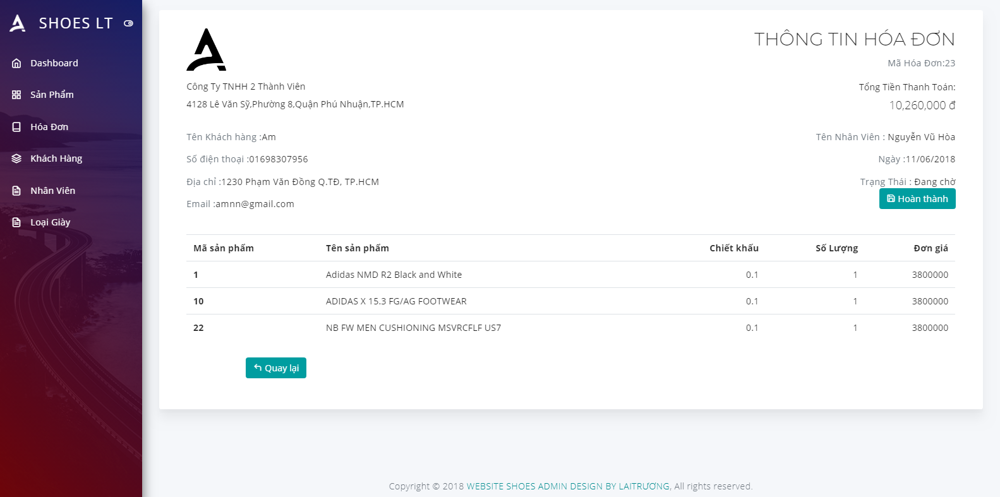 SHOES LT
Dashboard
Sản Phẩm
Hóa Đơn
Khách Hàng
Nhân Viên
Loại Giày
THÔNG TIN HÓA ĐƠN
Mã Hóa Đơn:23
Công Ty TNHH 2 Thành Viên
4128 Lê Văn Sỹ,Phường 8,Quận Phú Nhuận,TP.HCM
Tổng Tiền Thanh Toán:
10,260,000 đ
Tên Khách hàng :Am
Số điện thoại :01698307956
Địa chỉ :1230 Phạm Văn Đồng Q.TĐ, TP.HCM
Email :amnn@gmail.com
Tên Nhân Viên : Nguyễn Vũ Hòa
Ngày :11/06/2018
Trạng Thái : Đang chờ
Hoàn thành
Mã sản phẩm Tên sản phẩm Chiết khấu Số Lượng Đơn giá
1 Adidas NMD R2 Black and White 0.1 1 3800000
10 ADIDAS X 15.3 FG/AG FOOTWEAR 0.1 1 3800000
22 NB FW MEN CUSHIONING MSVRCFLF US7 0.1 1 3800000
Quay lại
Copyright © 2018 WEBSITE SHOES ADMIN DESIGN BY LAITRƯƠNG, All rights reserved.